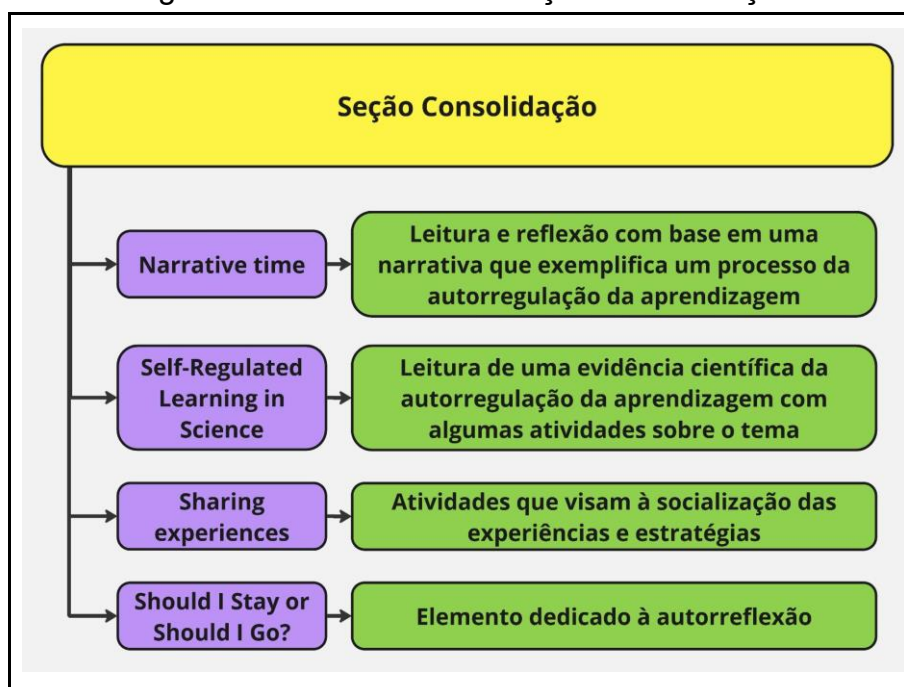 Seção Consolidação
Narrative time
Leitura e reflexão com base em uma
narrativa que exemplifica um processo da
autorregulação da aprendizagem
Self-Regulated
Learning in
Science
Leitura de uma evidência científica da
autorregulação da aprendizagem com
algumas atividades sobre o tema
Sharing
experiences
Atividades que visam à socialização das
experiências e estratégias
Should I Stay or
Should I Go?
Elemento dedicado à autorreflexão